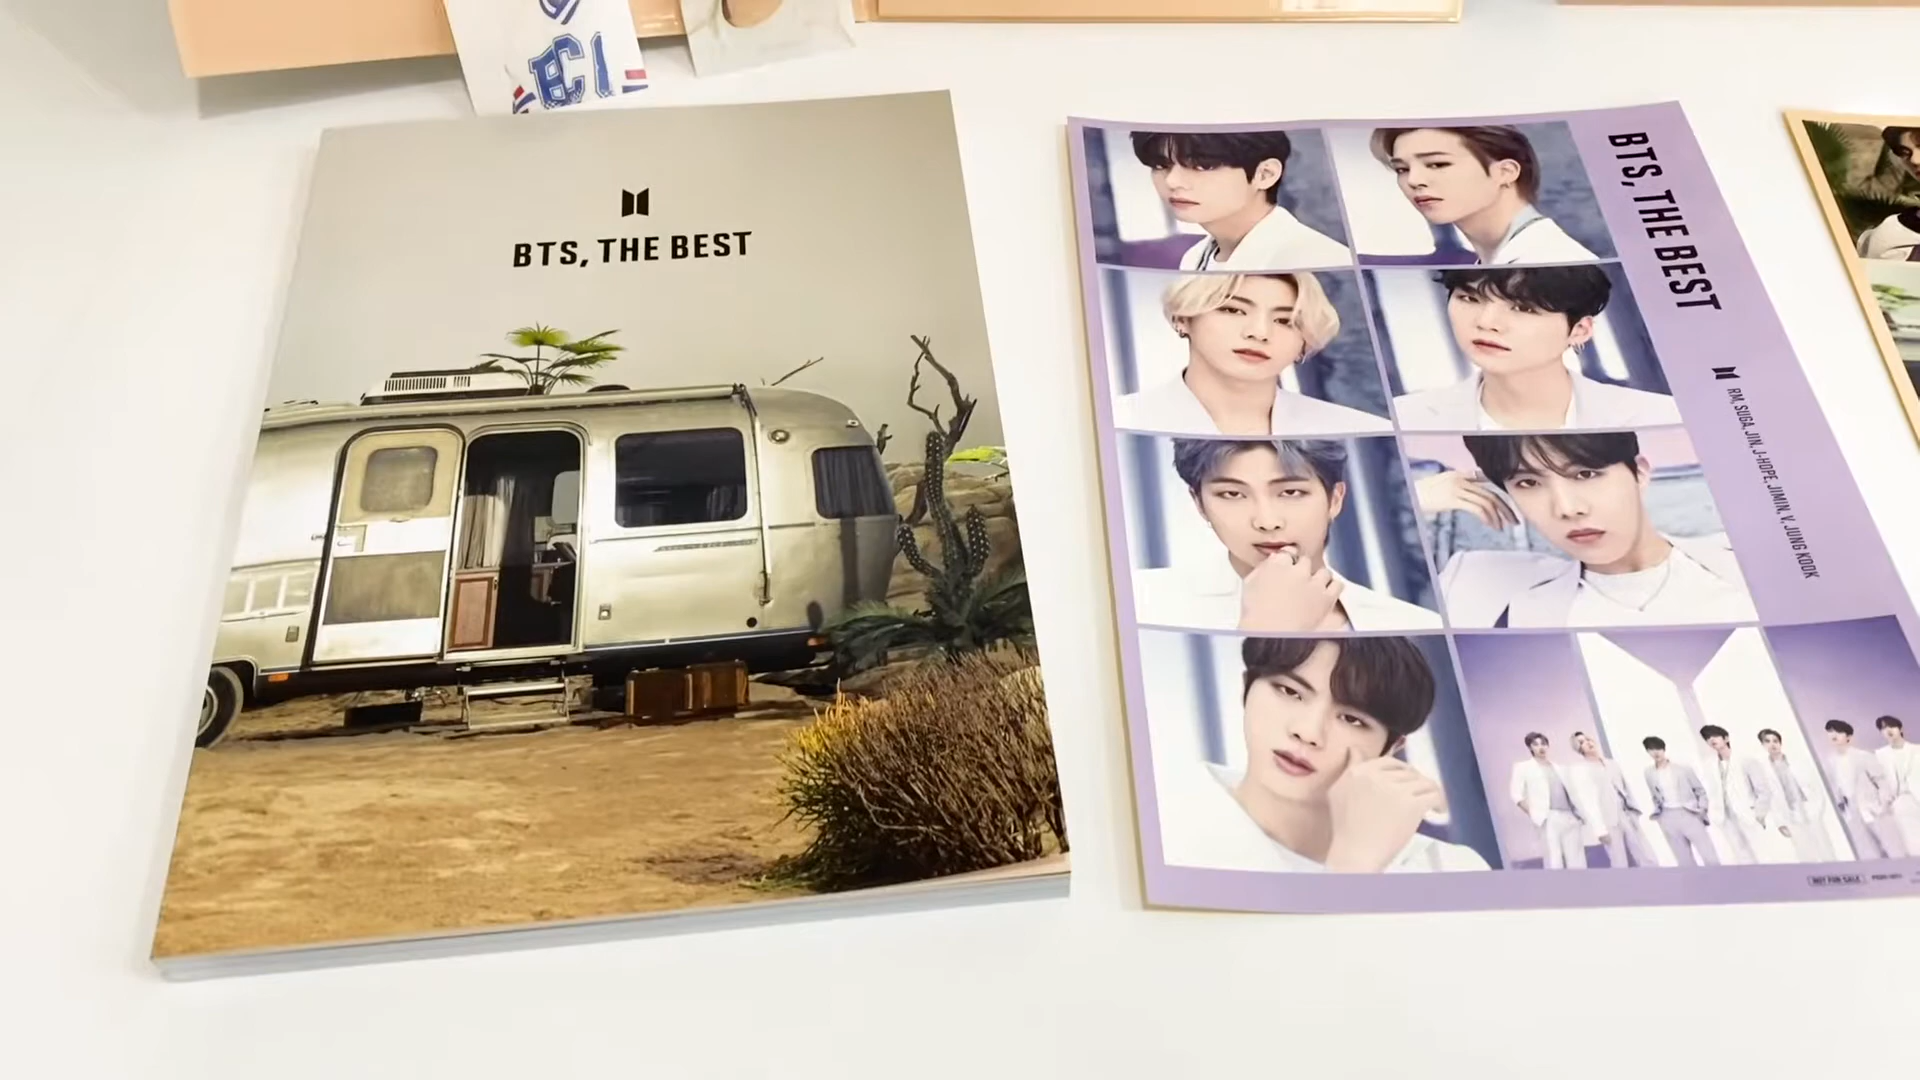 BTS, THE BEST
BTS, THE BEST
RM, SUGA, JIN, J-HOPE, JIMIN, V, JUNG KOOK
NOT FOR SALE